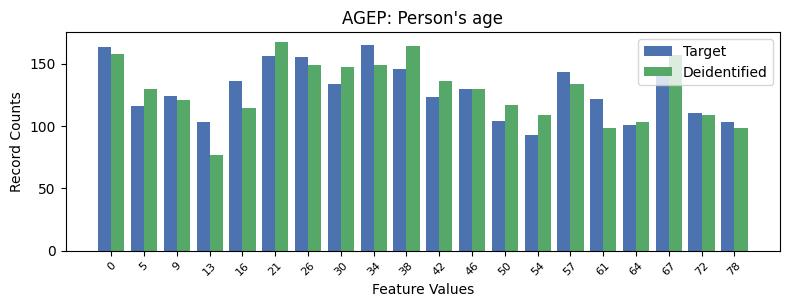 AGEP: Person's age
Target
Deidentified
Record Counts
150
100
50
0
0 5 9 13 16 21 26 30 34 38 42 46 50 54 57 61 64 67 72 78
Feature Values